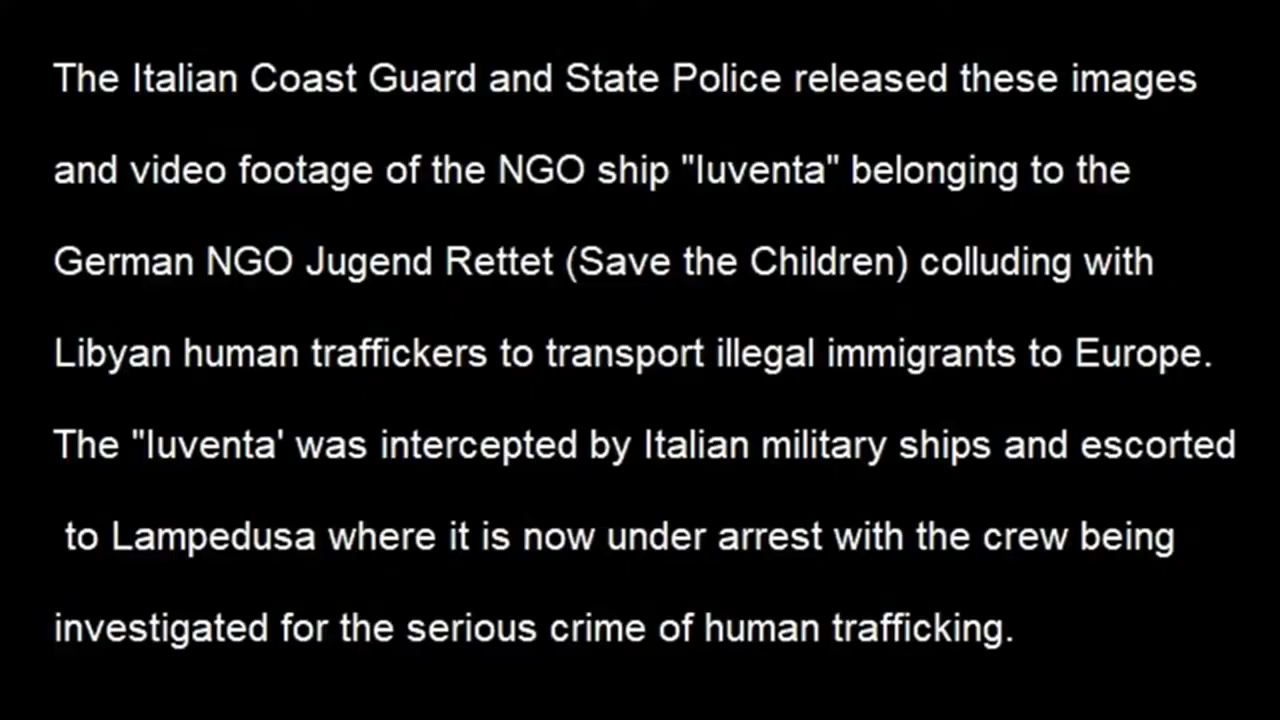 The Italian Coast Guard and State Police released these images
and video footage of the NGO ship "Iuventa" belonging to the
German NGO Jugend Rettet (Save the Children) colluding with
Libyan human traffickers to transport illegal immigrants to Europe.
The "Iuventa' was intercepted by Italian military ships and escorted
to Lampedusa where it is now under arrest with the crew being
investigated for the serious crime of human trafficking.